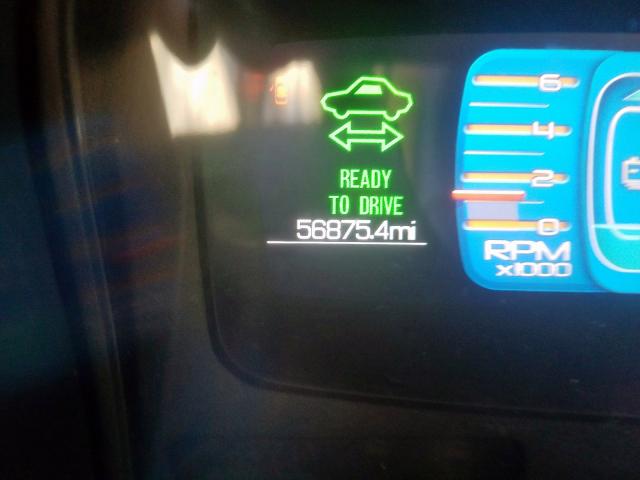 READY
TO DRIVE
56875.4mi
6
4
2
0
RPM
x1000